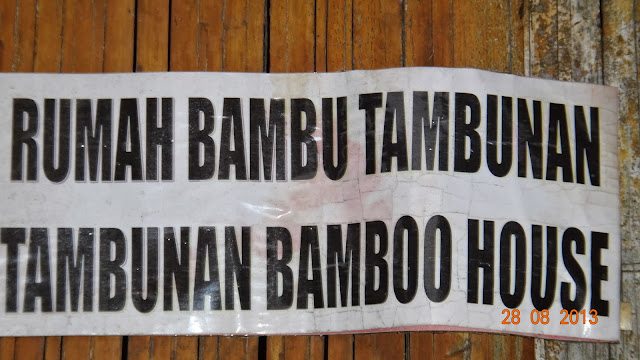 RUMAH BAMBU TAMBUNAN
TAMBUNAN BAMBOO HOUSE
28 08 2013